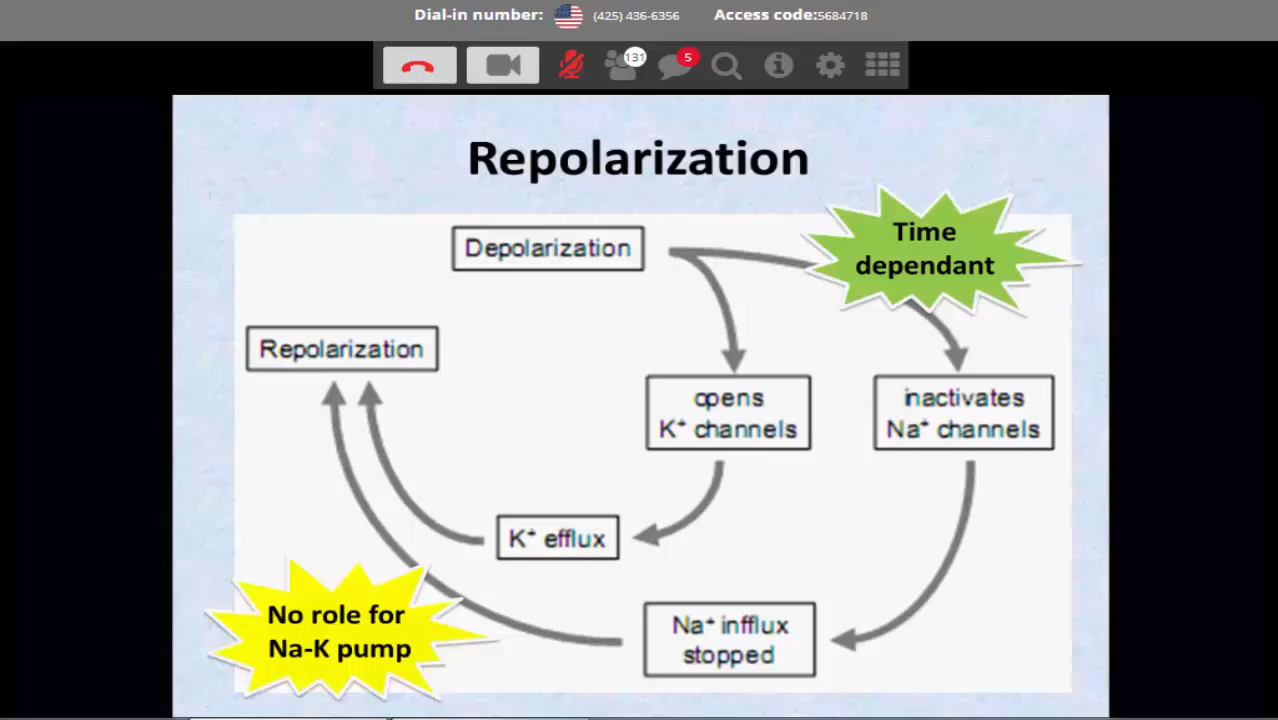 Dial-in number: (425) 436-6356 Access code:5684718
131
5
Repolarization
Time
dependant
Depolarization
Repolarization
opens
K⁺ channels
inactivates
Na⁺ channels
K⁺ efflux
No role for
Na-K pump
Na⁺ infflux
stopped